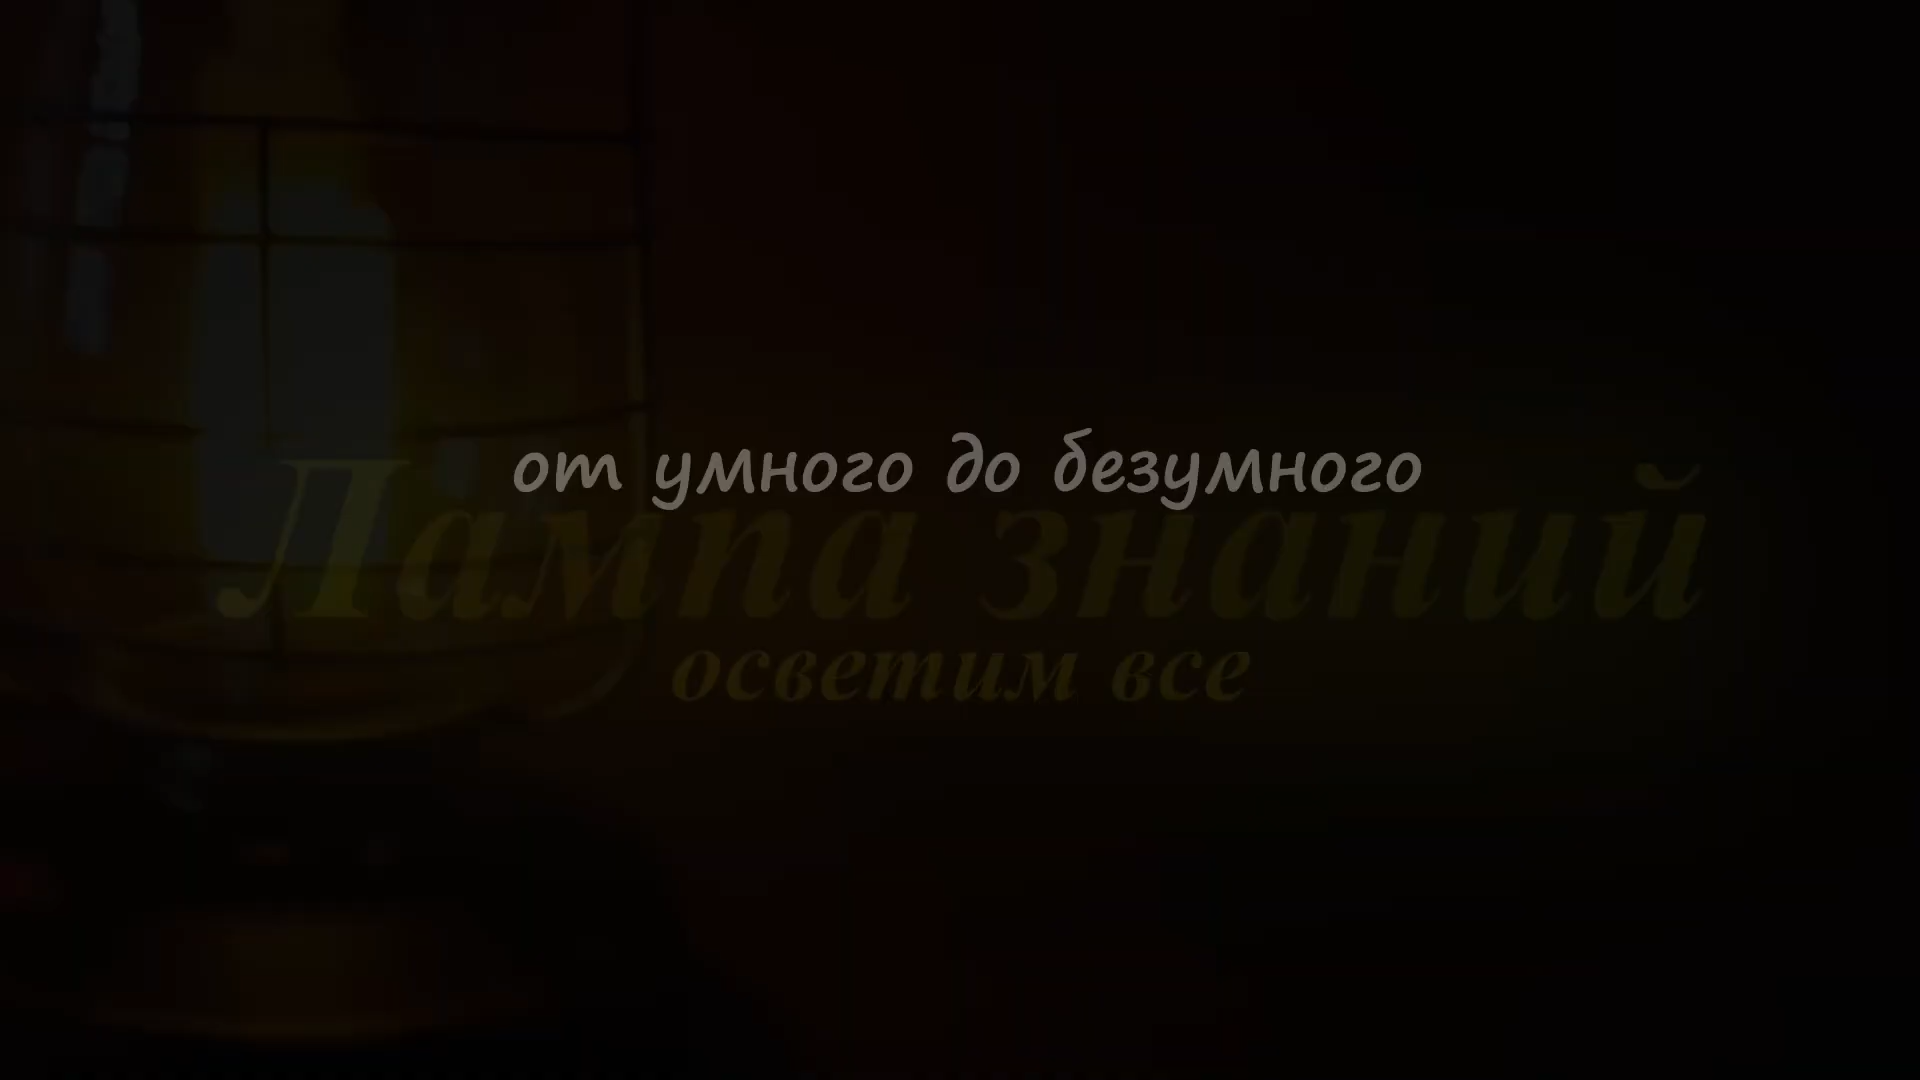 от умного до безумного
Лампа знаний
осветим все